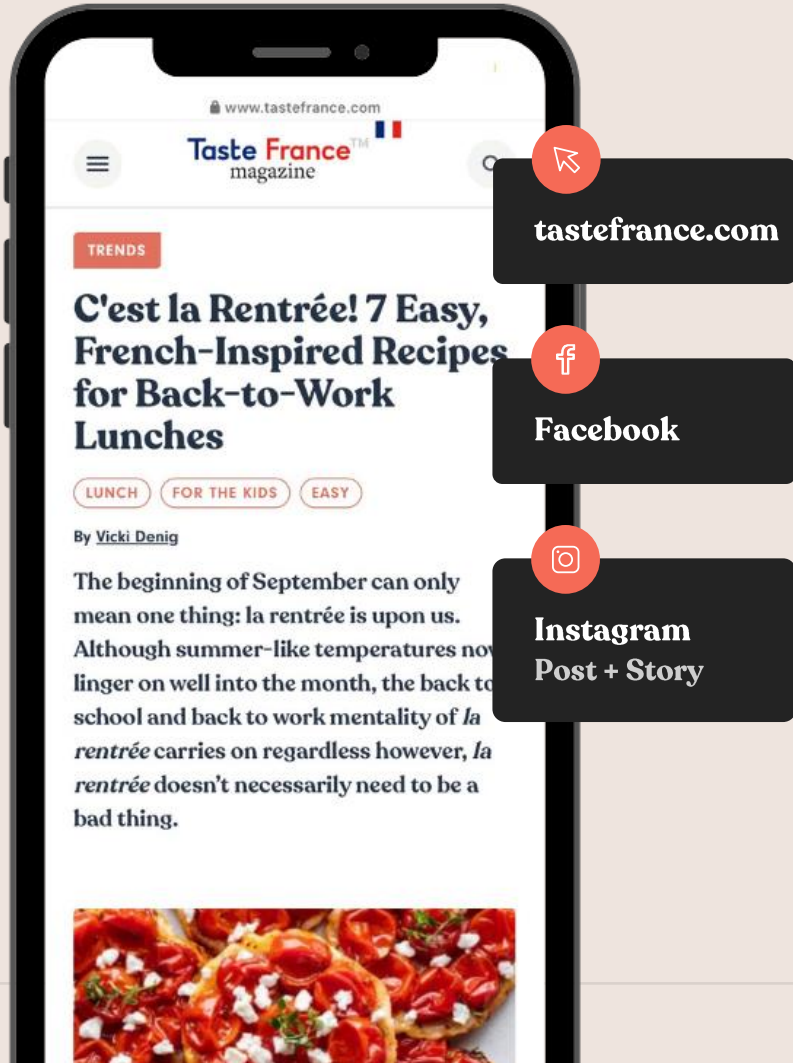 www.tastefrance.com
Taste France™
magazine
TRENDS
C'est la Rentrée! 7 Easy,
French-Inspired Recipes
for Back-to-Work
Lunches
LUNCH FOR THE KIDS EASY
By Vicki Denig
The beginning of September can only
mean one thing: la rentrée is upon us.
Although summer-like temperatures now
linger on well into the month, the back to
school and back to work mentality of la
rentrée carries on regardless however, la
rentrée doesn't necessarily need to be a
bad thing.
tastefrance.com
Facebook
Instagram
Post + Story